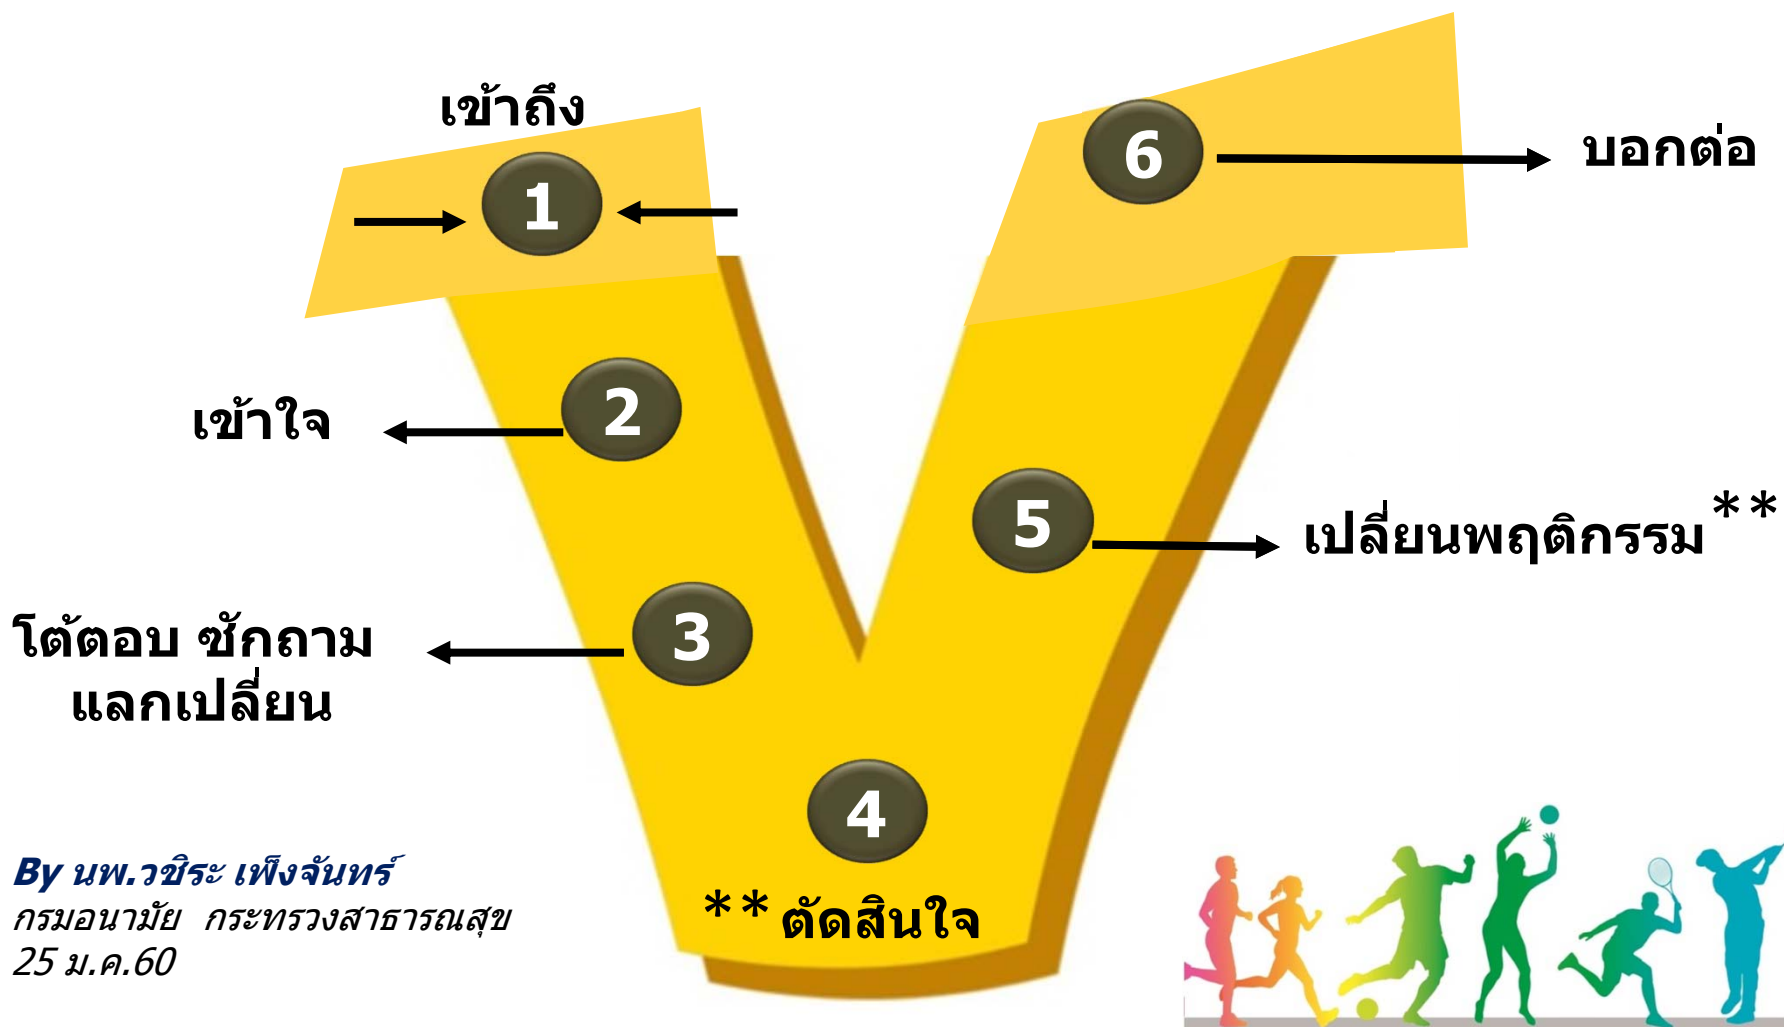 เข้าถึง
1
6
บอกต่อ
2
เข้าใจ
5
เปลี่ยนพฤติกรรม**
3
โต้ตอบ ซักถาม
แลกเปลี่ยน
4
** ตัดสินใจ
By นพ.วชิระ เพ็งจันทร์
กรมอนามัย กระทรวงสาธารณสุข
25 ม.ค.60